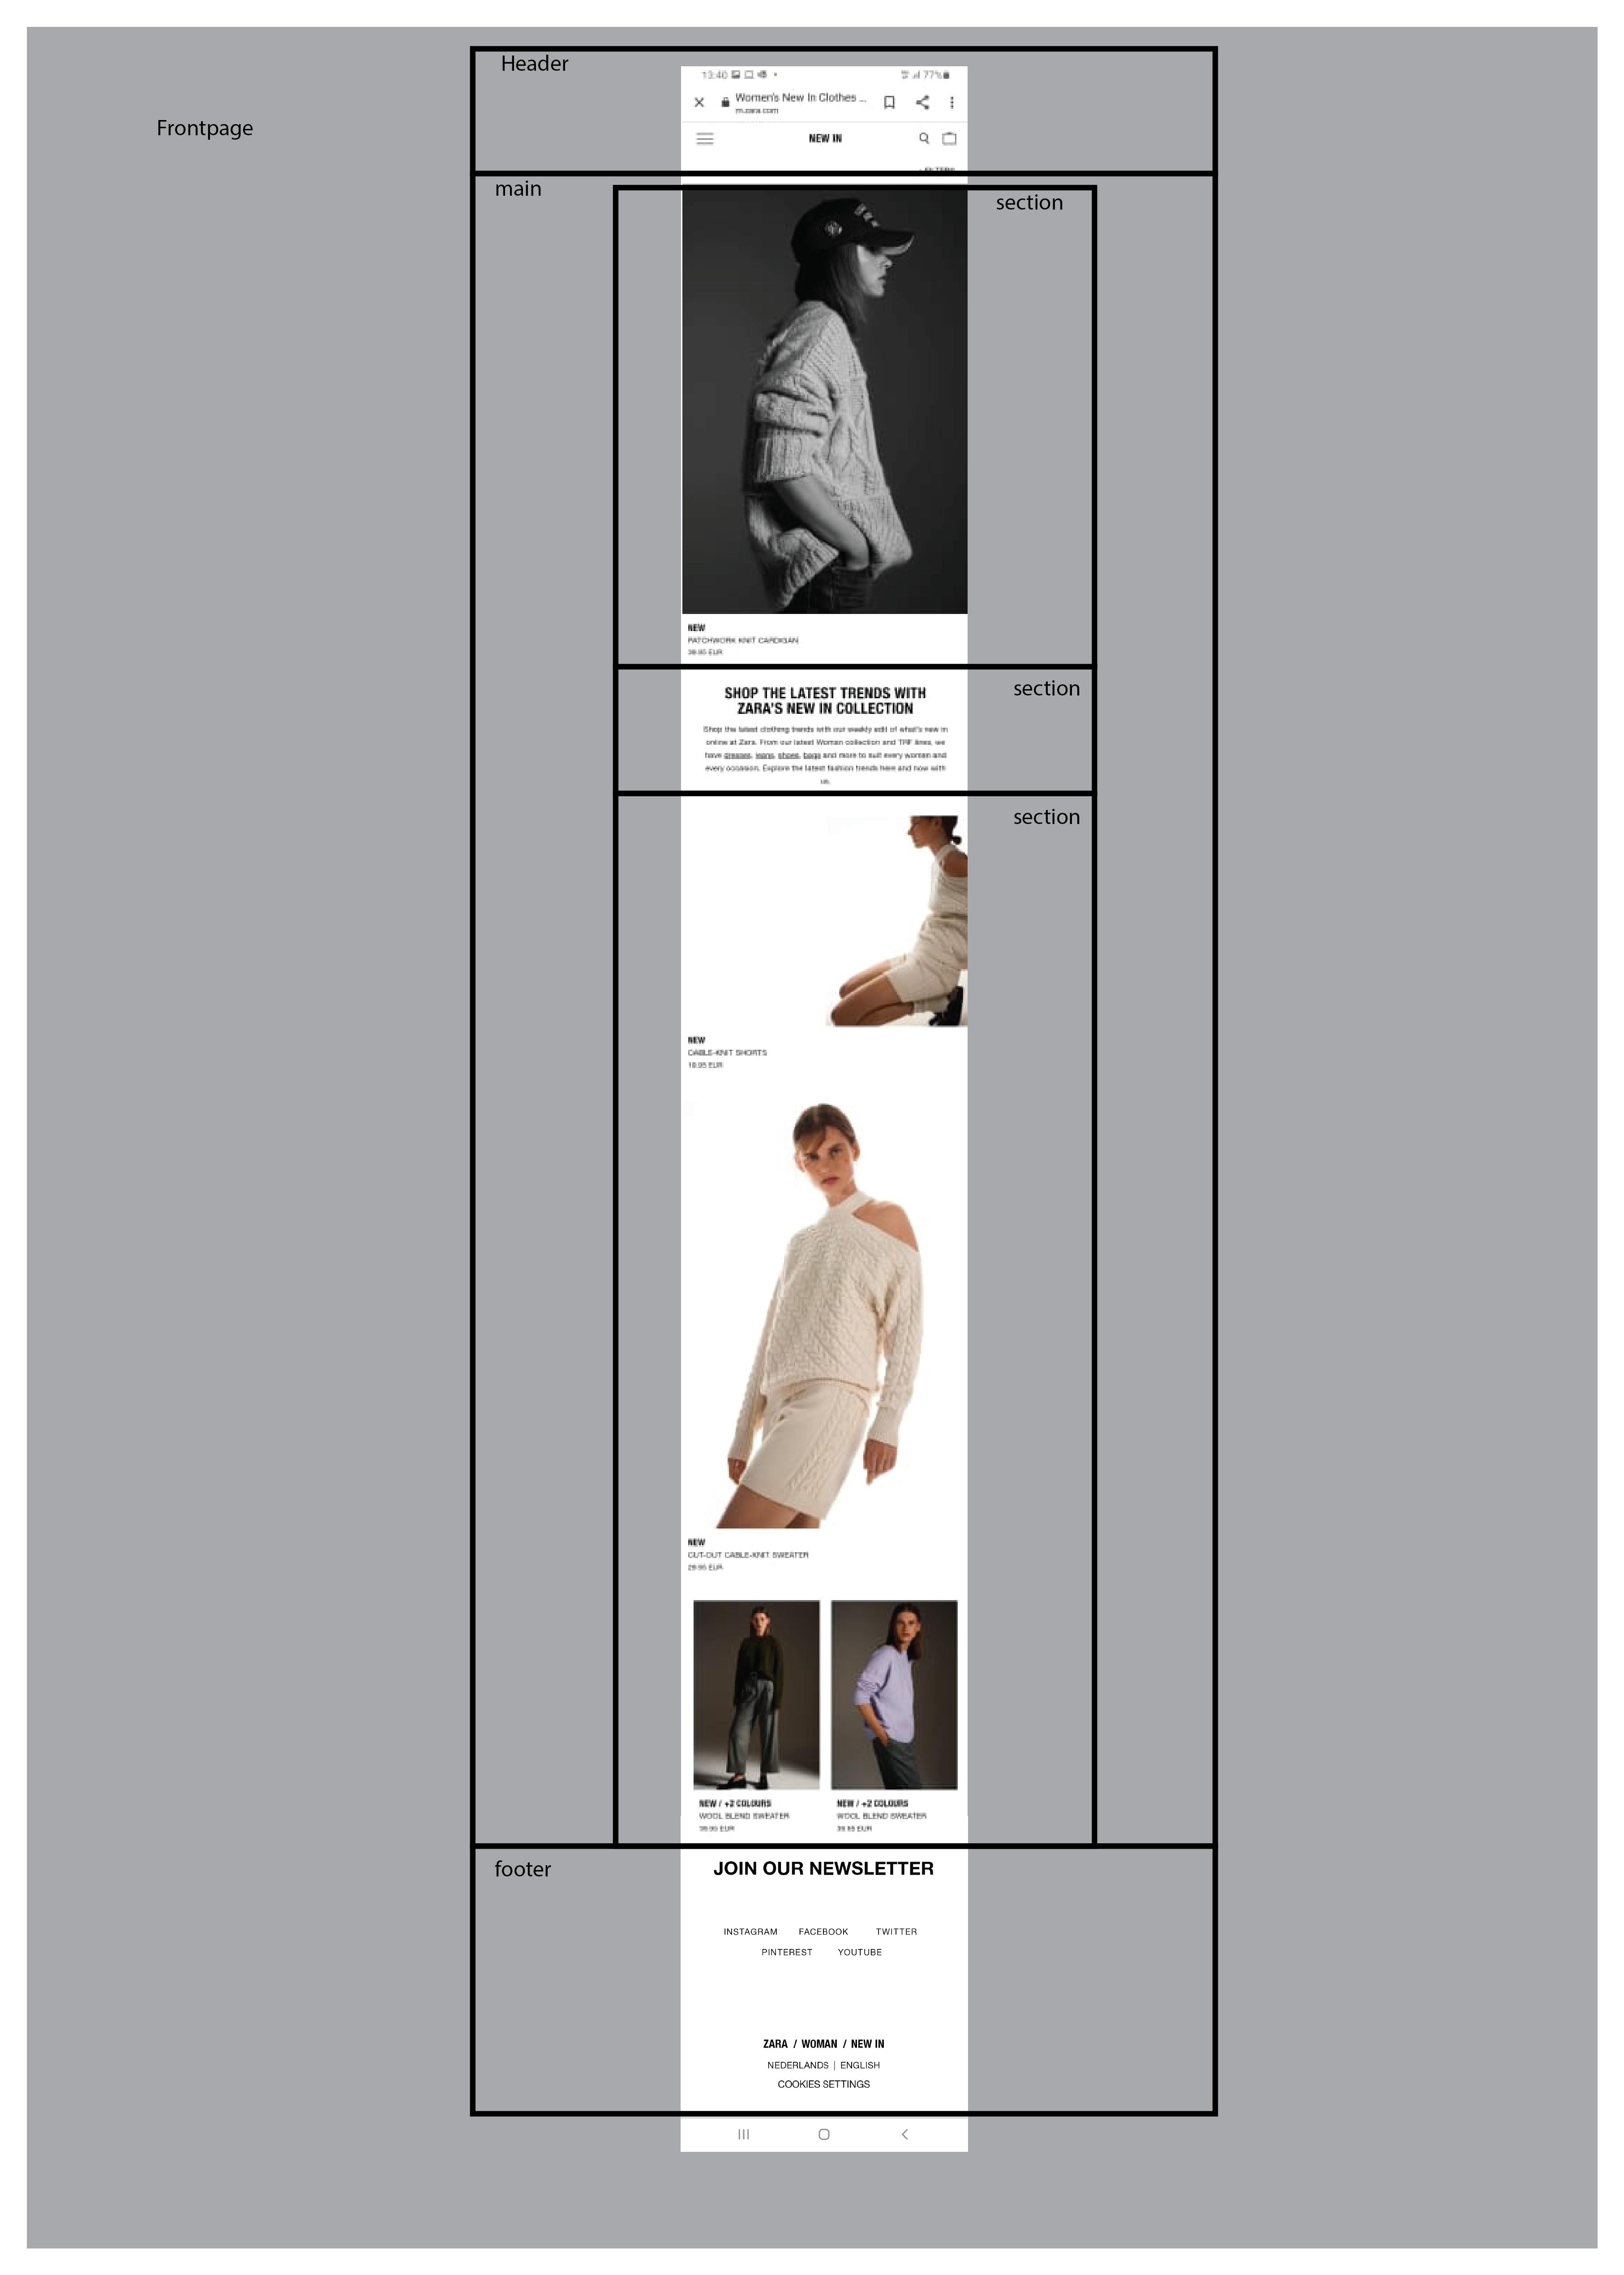 Frontpage
Header
13:40
77%
Women's New In Clothes ...
m.zara.com
NEW IN
FILTERS
main
section
NEW
PATCHWORK KNIT CARDIGAN
EUR
section
SHOP THE LATEST TRENDS WITH
ZARA'S NEW IN COLLECTION
Shop the latest clothing trends with our weekly edit of what's new in
online at Zara. From our latest Woman collection and TRF lines, we
have dresses, jeans, shoes, bags and more to suit every woman and
every occasion. Explore the latest fashion trends here and now with
us.
section
NEW
CABLE-KNIT SHORTS
19.95 EUR
NEW
CUT-OUT CABLE-KNIT SWEATER
29.95 EUR
NEW / +2 COLOURS
WOOL BLEND SWEATER
39.95 EUR
NEW / +2 COLOURS
WOOL BLEND SWEATER
39.95 EUR
footer
JOIN OUR NEWSLETTER
INSTAGRAM FACEBOOK TWITTER
PINTEREST YOUTUBE
ZARA / WOMAN / NEW IN
NEDERLANDS | ENGLISH
COOKIES SETTINGS